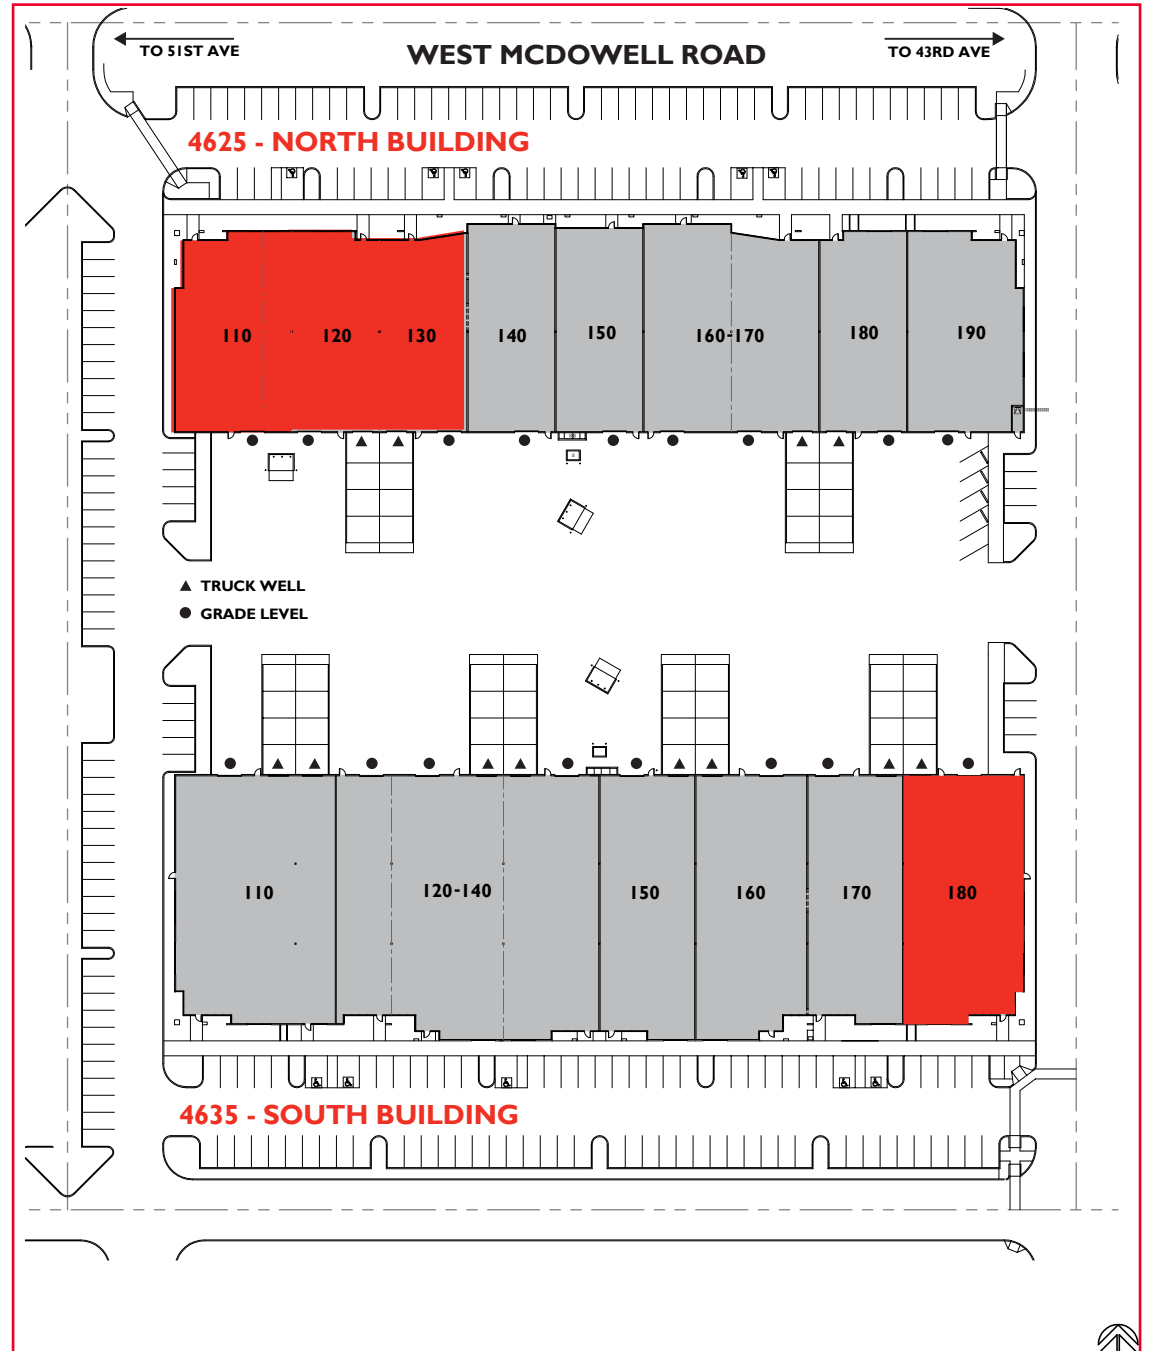 TO 51ST AVE
WEST MCDOWELL ROAD
TO 43RD AVE
4625 - NORTH BUILDING
110
120
130
140
150
160-170
180
190
TRUCK WELL
GRADE LEVEL
110
120-140
150
160
170
180
4635 - SOUTH BUILDING